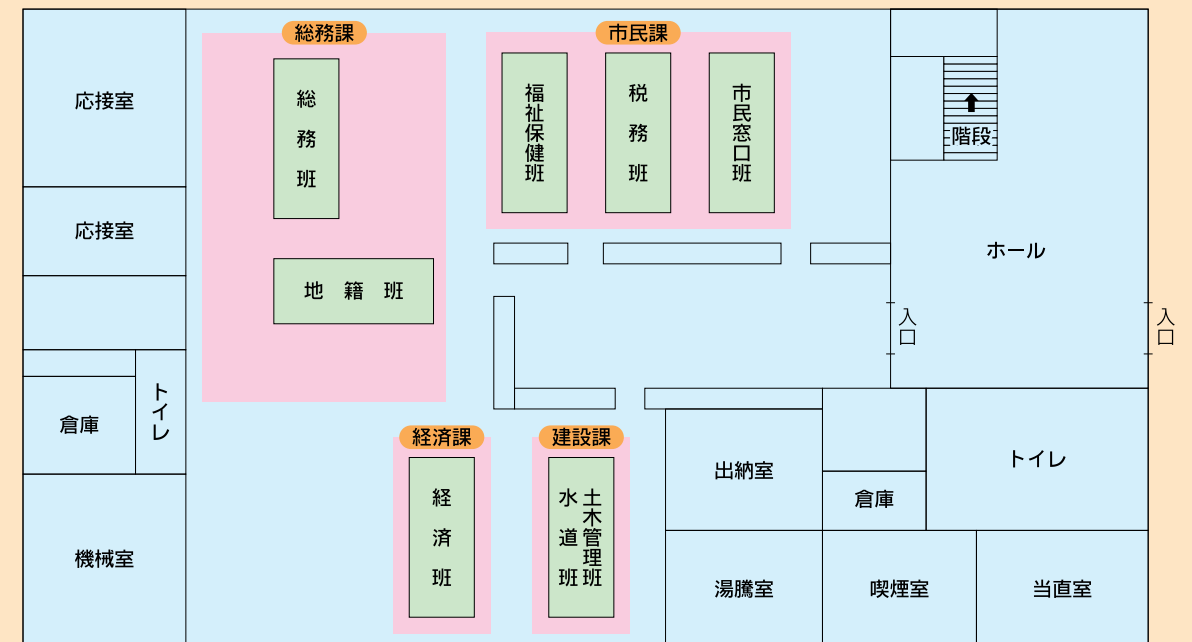 総務課
市民課
応接室
総務班
福祉保健班
税務班
市民窓口班
階段
応接室
ホール
地籍班
入口
入口
トイレ
倉庫
経済課
建設課
出納室
トイレ
経済班
土木管理班
水道班
倉庫
機械室
湯騰室
喫煙室
当直室